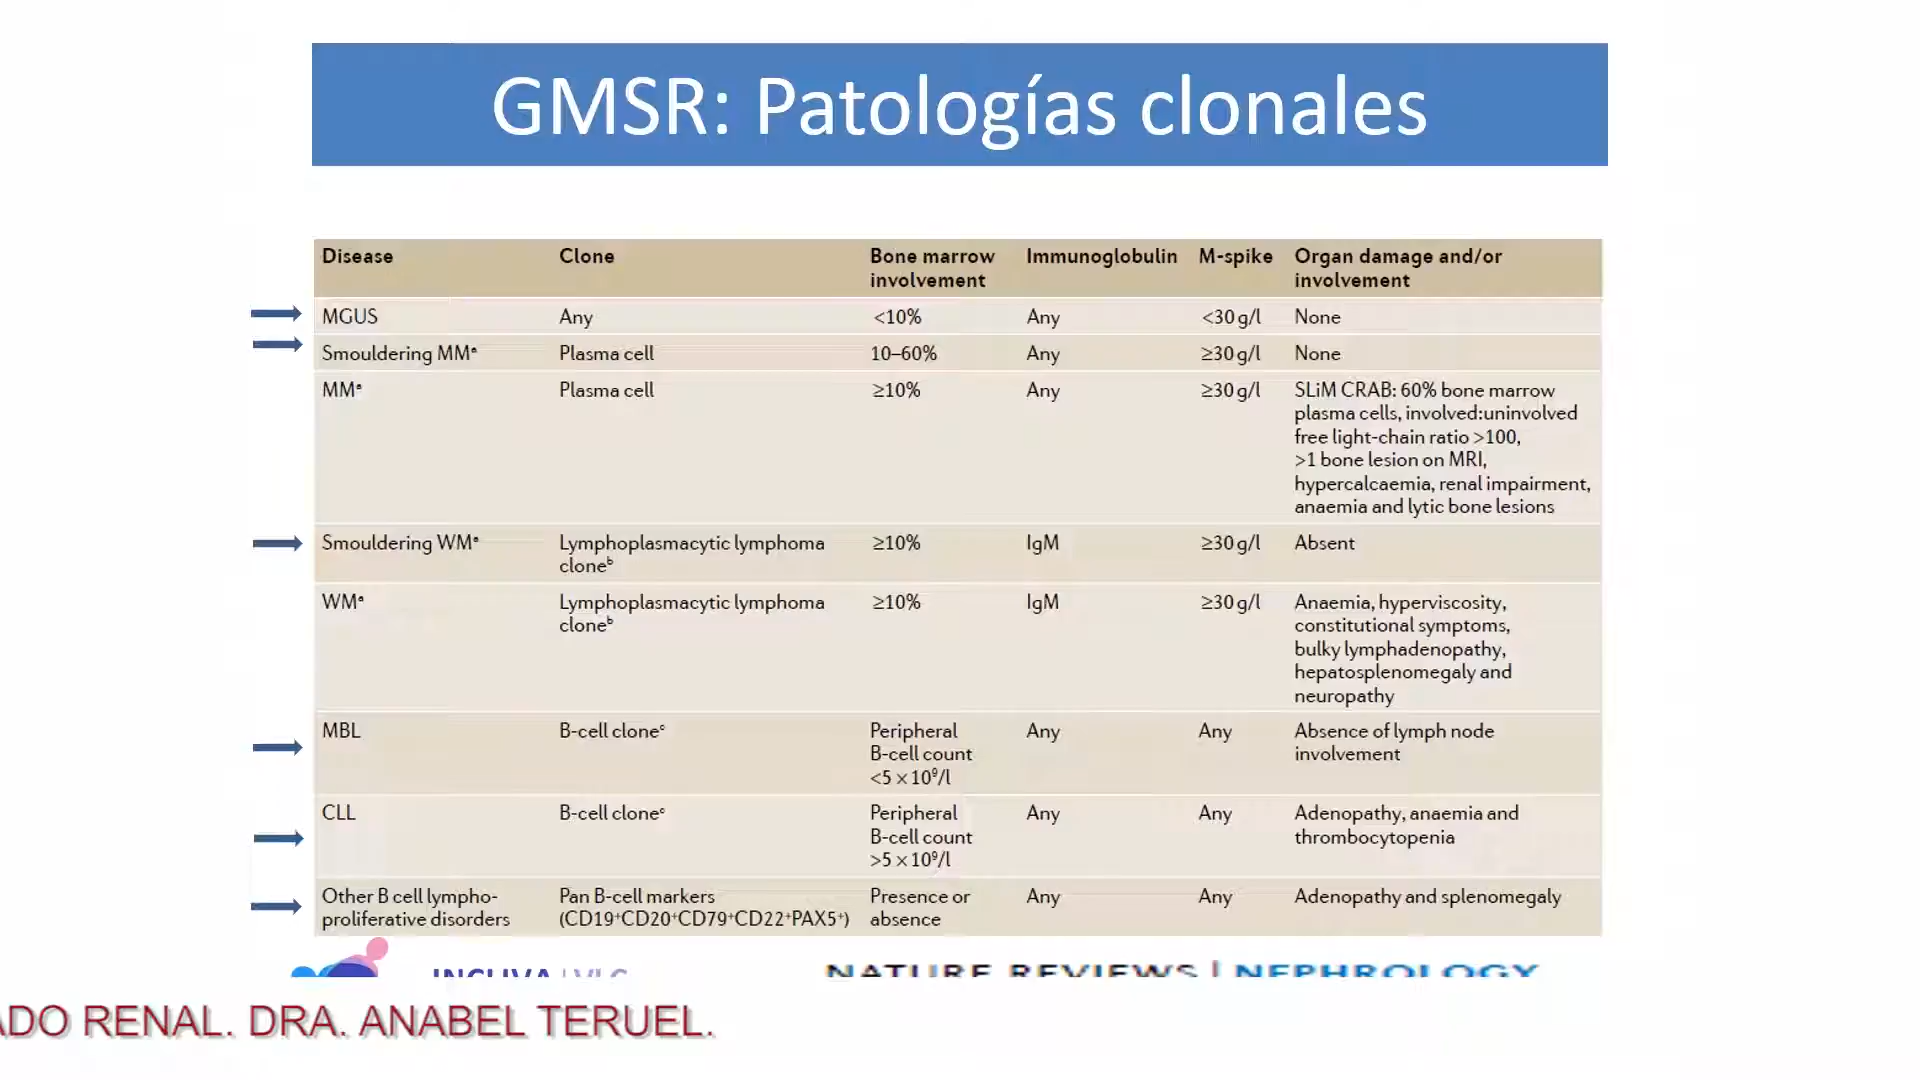 GMSR: Patologías clonales
Disease Clone Bone marrow involvement Immunoglobulin M-spike Organ damage and/or involvement
MGUS Any <10% Any <30 g/l None
Smouldering MMᵃ Plasma cell 10–60% Any ≥30 g/l None
MMᵃ Plasma cell ≥10% Any ≥30 g/l SLiM CRAB: 60% bone marrow
plasma cells, involved:uninvolved
free light-chain ratio >100,
>1 bone lesion on MRI,
hypercalcaemia, renal impairment,
anaemia and lytic bone lesions
Smouldering WMᵃ Lymphoplasmacytic lymphoma cloneᵇ ≥10% IgM ≥30 g/l Absent
WMᵃ Lymphoplasmacytic lymphoma cloneᵇ ≥10% IgM ≥30 g/l Anaemia, hyperviscosity,
constitutional symptoms,
bulky lymphadenopathy,
hepatosplenomegaly and
neuropathy
MBL B-cell cloneᶜ Peripheral B-cell count <5 x 10⁹/l Any Any Absence of lymph node involvement
CLL B-cell cloneᶜ Peripheral B-cell count >5 x 10⁹/l Any Any Adenopathy, anaemia and thrombocytopenia
Other B cell lympho-proliferative disorders Pan B-cell markers (CD19⁺CD20⁺CD79⁺CD22⁺PAX5⁺) Presence or absence Any Any Adenopathy and splenomegaly
INCLIVA | VLC NATURE REVIEWS | NEPHROLOGY
ADO RENAL. DRA. ANABEL TERUEL.